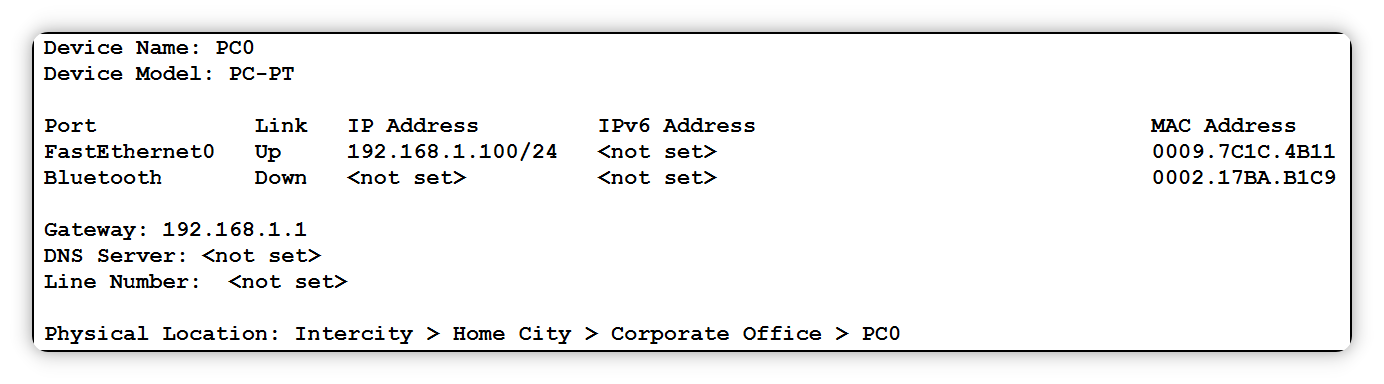 Device Name: PC0
Device Model: PC-PT
Port Link IP Address IPv6 Address MAC Address
FastEthernet0 Up 192.168.1.100/24 <not set> 0009.7C1C.4B11
Bluetooth Down <not set> <not set> 0002.17BA.B1C9
Gateway: 192.168.1.1
DNS Server: <not set>
Line Number: <not set>
Physical Location: Intercity > Home City > Corporate Office > PC0